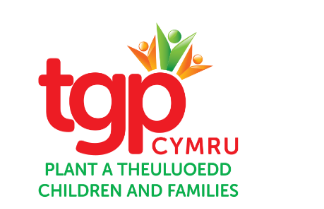 tgp
CYMRU
PLANT A THEULUOEDD
CHILDREN AND FAMILIES